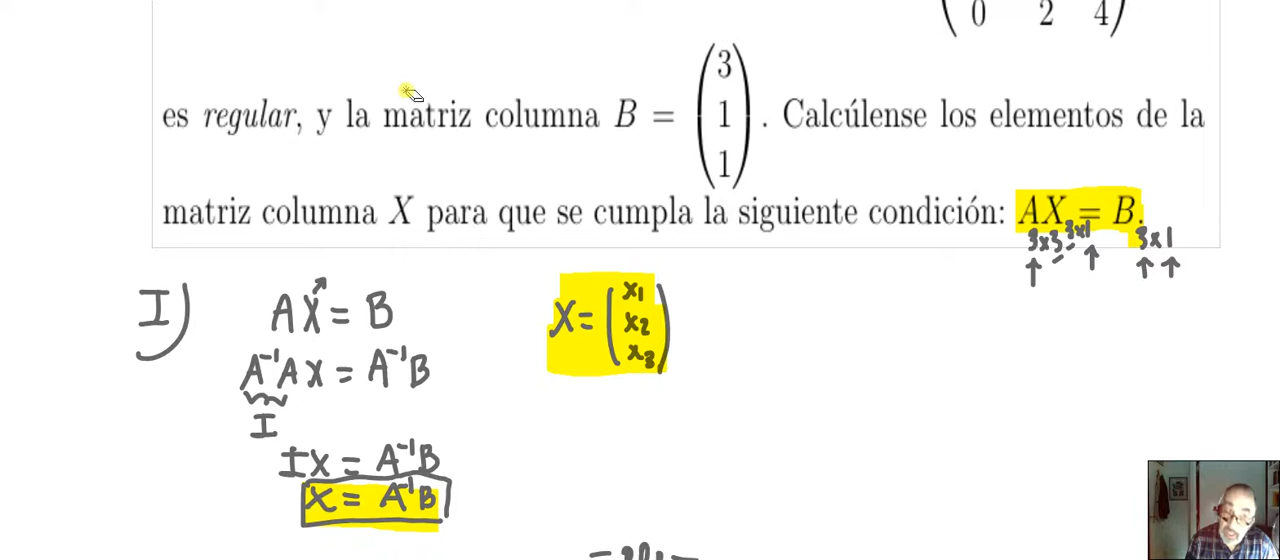 0 2 4
es regular, y la matriz columna B = (3 1 1). Calcúlense los elementos de la
matriz columna X para que se cumpla la siguiente condición: AX = B.
3x3 3x1 3x1
I) AX = B
X = (x1 x2 x3)
A⁻¹AX = A⁻¹B
I
IX = A⁻¹B
X = A⁻¹B